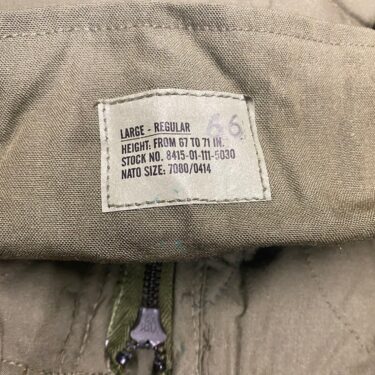 LARGE - REGULAR 66
HEIGHT: FROM 67 TO 71 IN.
STOCK NO. 8415-01-111-5030
NATO SIZE: 7080/0414